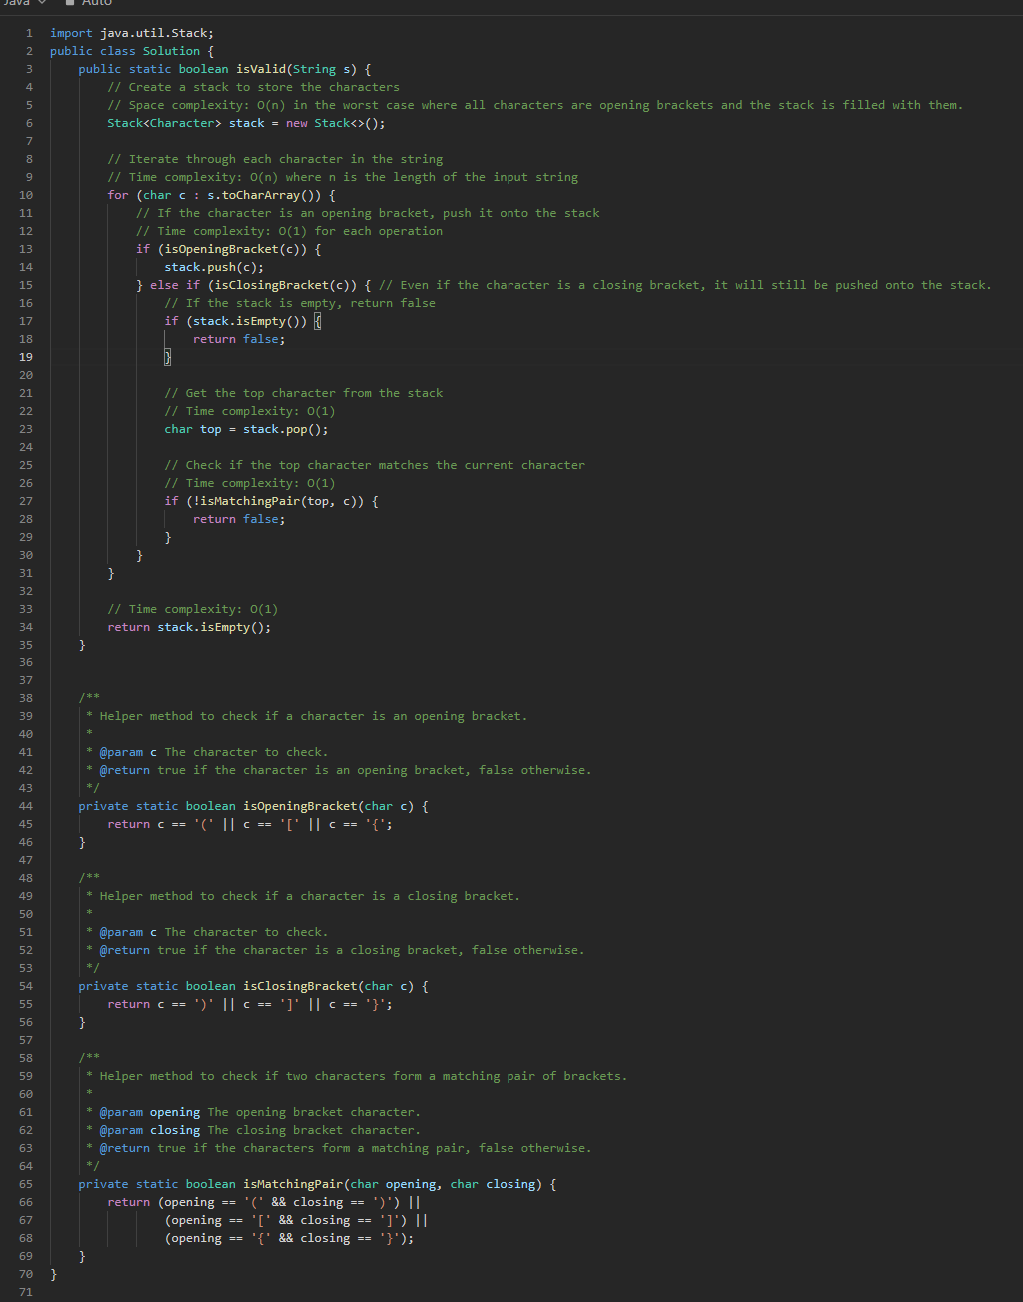 Java Auto
1 import java.util.Stack;
2 public class Solution {
3 public static boolean isValid(String s) {
4 // Create a stack to store the characters
5 // Space complexity: O(n) in the worst case where all characters are opening brackets and the stack is filled with them.
6 Stack<Character> stack = new Stack<>();
7
8 // Iterate through each character in the string
9 // Time complexity: O(n) where n is the length of the input string
10 for (char c : s.toCharArray()) {
11 // If the character is an opening bracket, push it onto the stack
12 // Time complexity: O(1) for each operation
13 if (isOpeningBracket(c)) {
14 stack.push(c);
15 } else if (isClosingBracket(c)) { // Even if the character is a closing bracket, it will still be pushed onto the stack.
16 // If the stack is empty, return false
17 if (stack.isEmpty()) {
18 return false;
19 }
20
21 // Get the top character from the stack
22 // Time complexity: O(1)
23 char top = stack.pop();
24
25 // Check if the top character matches the current character
26 // Time complexity: O(1)
27 if (!isMatchingPair(top, c)) {
28 return false;
29 }
30 }
31 }
32
33 // Time complexity: O(1)
34 return stack.isEmpty();
35 }
36
37
38 /**
39 * Helper method to check if a character is an opening bracket.
40 *
41 * @param c The character to check.
42 * @return true if the character is an opening bracket, false otherwise.
43 */
44 private static boolean isOpeningBracket(char c) {
45 return c == '(' || c == '[' || c == '{';
46 }
47
48 /**
49 * Helper method to check if a character is a closing bracket.
50 *
51 * @param c The character to check.
52 * @return true if the character is a closing bracket, false otherwise.
53 */
54 private static boolean isClosingBracket(char c) {
55 return c == ')' || c == ']' || c == '}';
56 }
57
58 /**
59 * Helper method to check if two characters form a matching pair of brackets.
60 *
61 * @param opening The opening bracket character.
62 * @param closing The closing bracket character.
63 * @return true if the characters form a matching pair, false otherwise.
64 */
65 private static boolean isMatchingPair(char opening, char closing) {
66 return (opening == '(' && closing == ')') ||
67 (opening == '[' && closing == ']') ||
68 (opening == '{' && closing == '}');
69 }
70 }
71